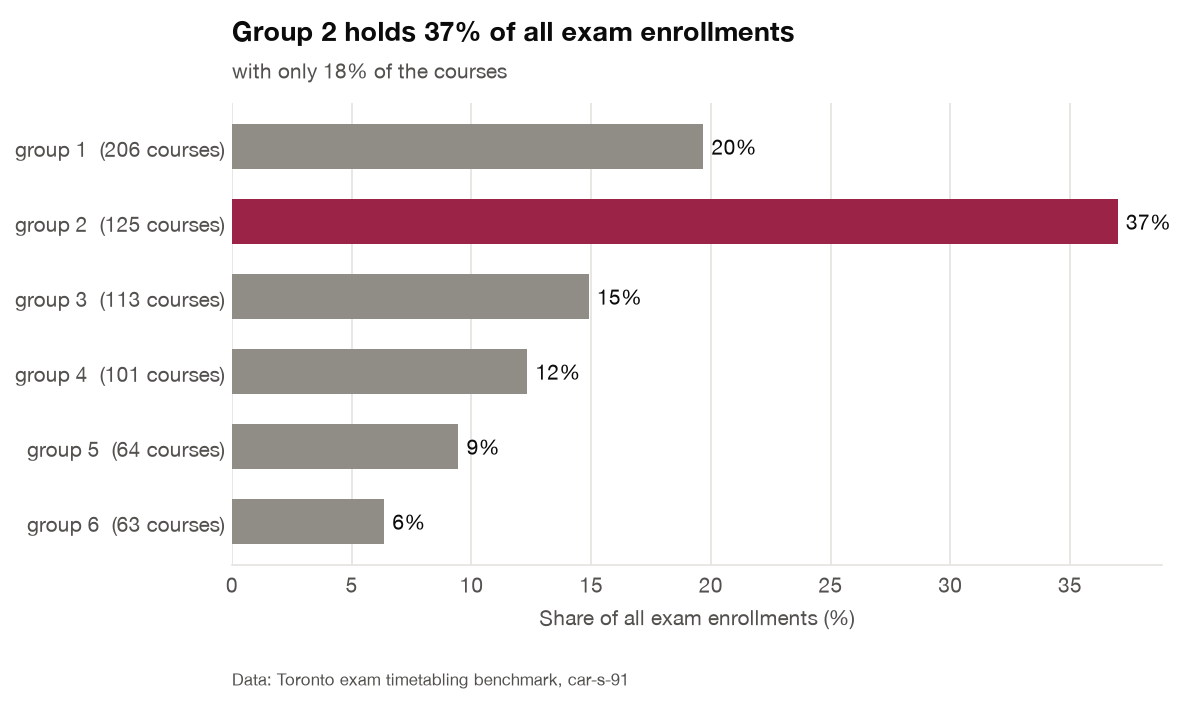 Group 2 holds 37% of all exam enrollments
with only 18% of the courses
group 1 (206 courses) 20%
group 2 (125 courses) 37%
group 3 (113 courses) 15%
group 4 (101 courses) 12%
group 5 (64 courses) 9%
group 6 (63 courses) 6%
0 5 10 15 20 25 30 35
Share of all exam enrollments (%)
Data: Toronto exam timetabling benchmark, car-s-91